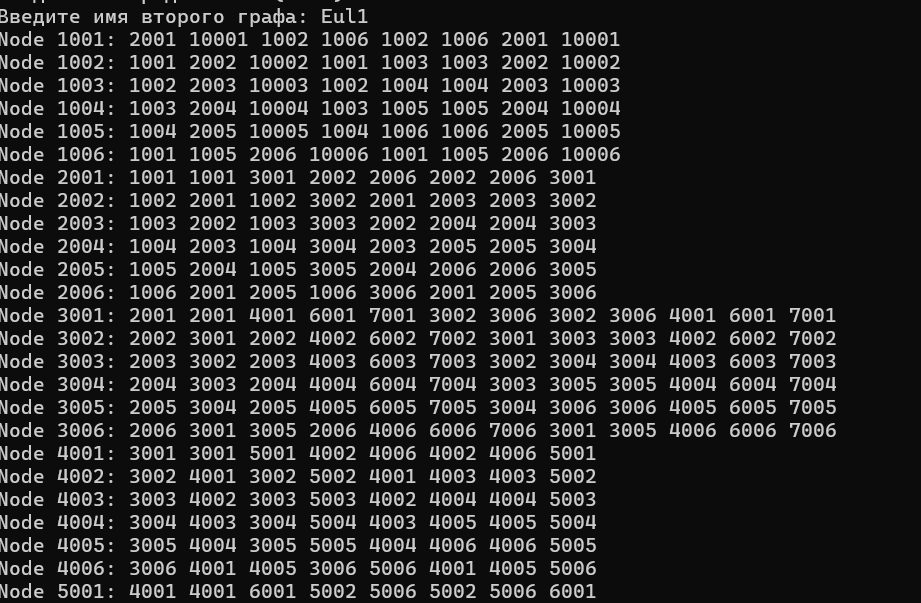 Введите имя второго графа: Eul1
Node 1001: 2001 10001 1002 1006 1002 1006 2001 10001
Node 1002: 1001 2002 10002 1001 1003 1003 2002 10002
Node 1003: 1002 2003 10003 1002 1004 1004 2003 10003
Node 1004: 1003 2004 10004 1003 1005 1005 2004 10004
Node 1005: 1004 2005 10005 1004 1006 1006 2005 10005
Node 1006: 1001 1005 2006 10006 1001 1005 2006 10006
Node 2001: 1001 1001 3001 2002 2006 2002 2006 3001
Node 2002: 1002 2001 1002 3002 2001 2003 2003 3002
Node 2003: 1003 2002 1003 3003 2002 2004 2004 3003
Node 2004: 1004 2003 1004 3004 2003 2005 2005 3004
Node 2005: 1005 2004 1005 3005 2004 2006 2006 3005
Node 2006: 1006 2001 2005 1006 3006 2001 2005 3006
Node 3001: 2001 2001 4001 6001 7001 3002 3006 3002 3006 4001 6001 7001
Node 3002: 2002 3001 2002 4002 6002 7002 3001 3003 3003 4002 6002 7002
Node 3003: 2003 3002 2003 4003 6003 7003 3002 3004 3004 4003 6003 7003
Node 3004: 2004 3003 2004 4004 6004 7004 3003 3005 3005 4004 6004 7004
Node 3005: 2005 3004 2005 4005 6005 7005 3004 3006 3006 4005 6005 7005
Node 3006: 2006 3001 3005 2006 4006 6006 7006 3001 3005 4006 6006 7006
Node 4001: 3001 3001 5001 4002 4006 4002 4006 5001
Node 4002: 3002 4001 3002 5002 4001 4003 4003 5002
Node 4003: 3003 4002 3003 5003 4002 4004 4004 5003
Node 4004: 3004 4003 3004 5004 4003 4005 4005 5004
Node 4005: 3005 4004 3005 5005 4004 4006 4006 5005
Node 4006: 3006 4001 4005 3006 5006 4001 4005 5006
Node 5001: 4001 4001 6001 5002 5006 5002 5006 6001